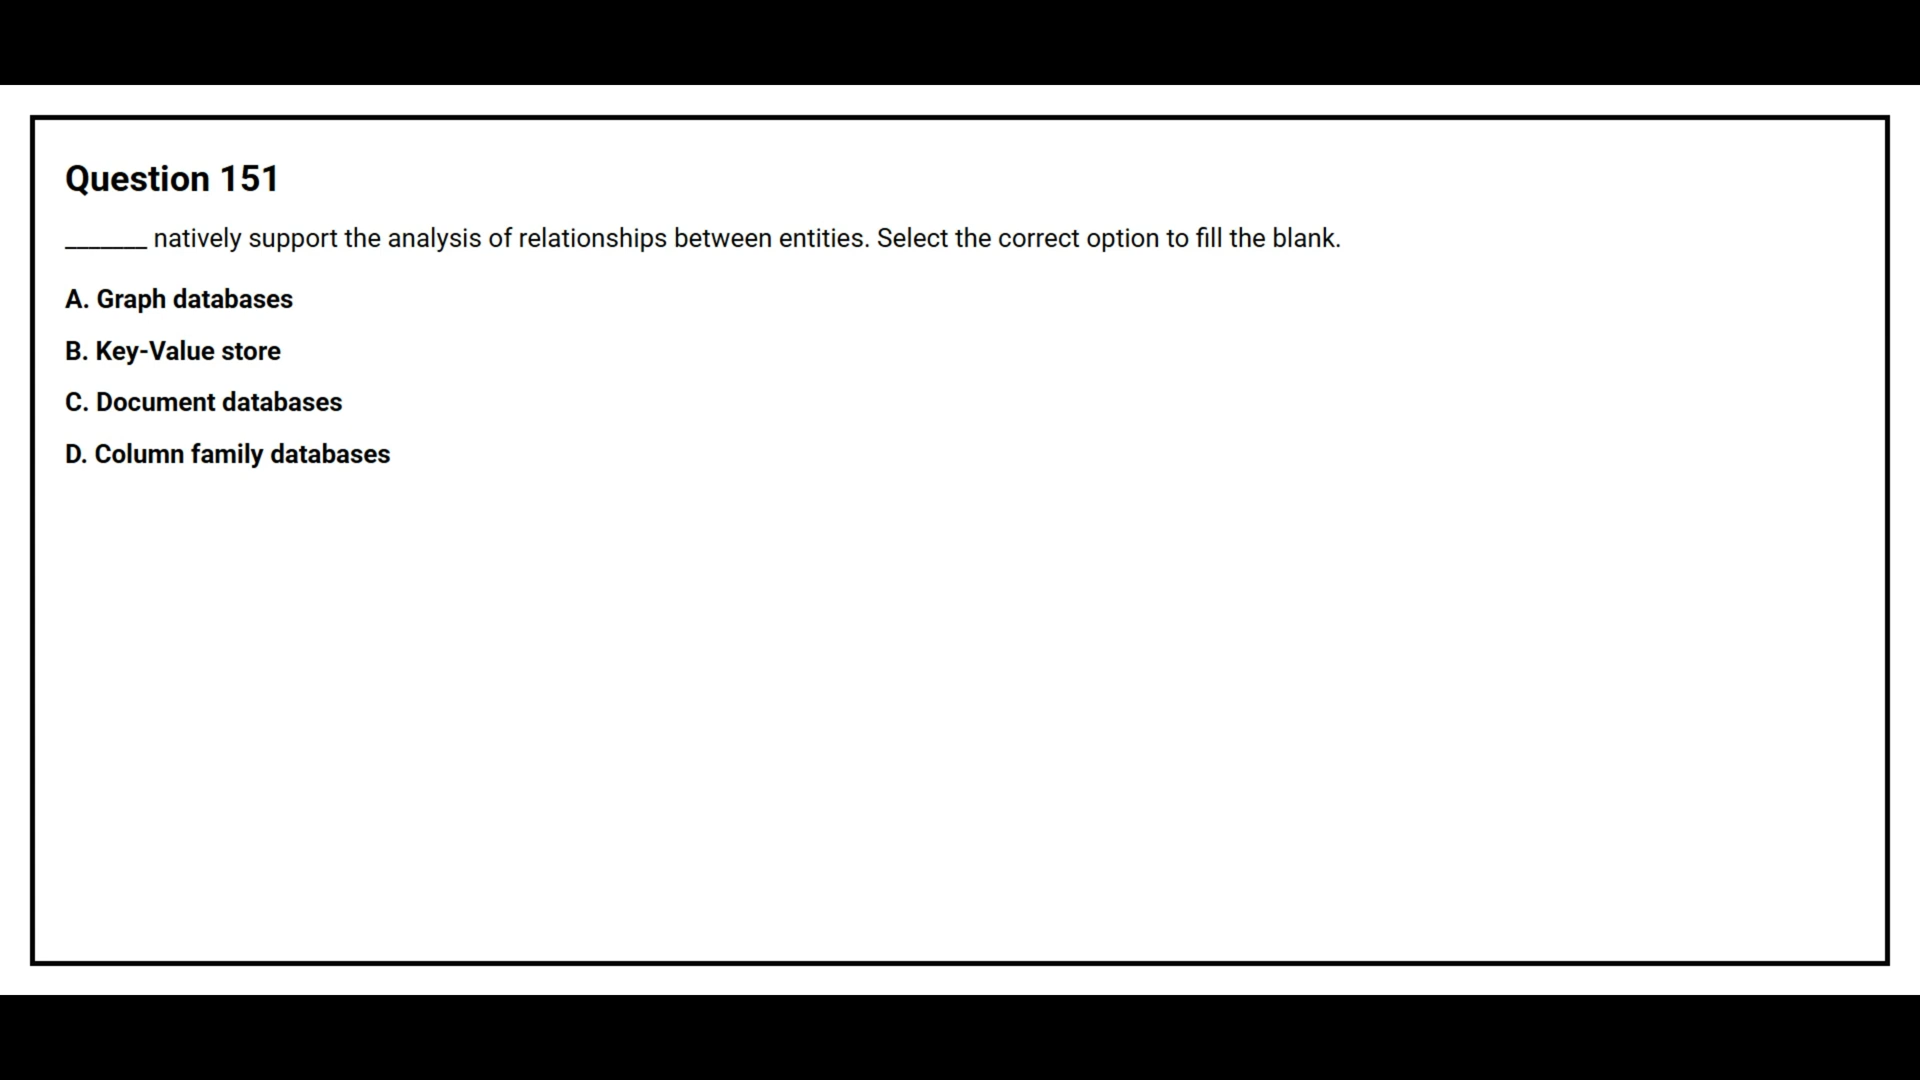 Question 151
_______ natively support the analysis of relationships between entities. Select the correct option to fill the blank.
A. Graph databases
B. Key-Value store
C. Document databases
D. Column family databases